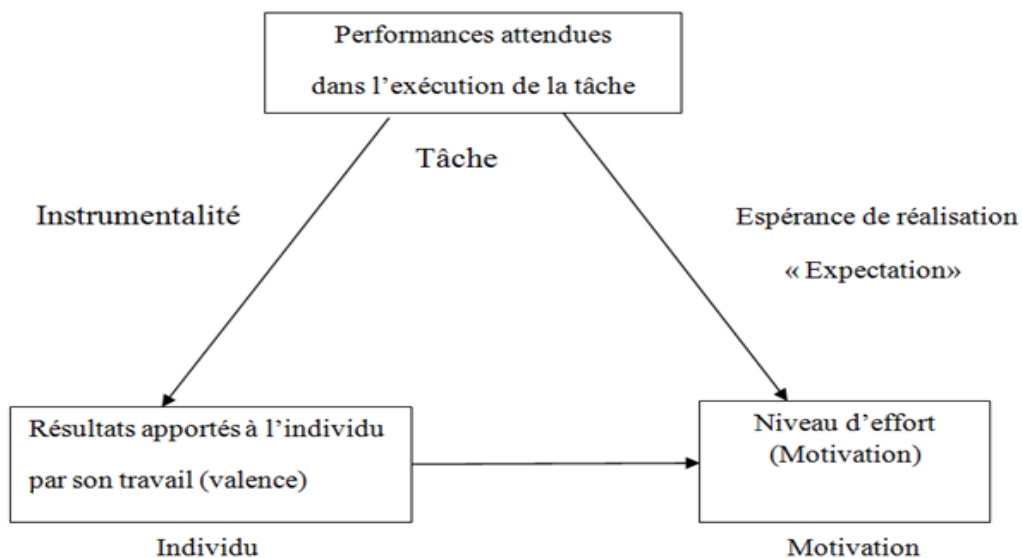 Performances attendues
dans l’exécution de la tâche
Tâche
Instrumentalité
Espérance de réalisation
« Expectation»
Résultats apportés à l’individu
par son travail (valence)
Niveau d’effort
(Motivation)
Individu
Motivation